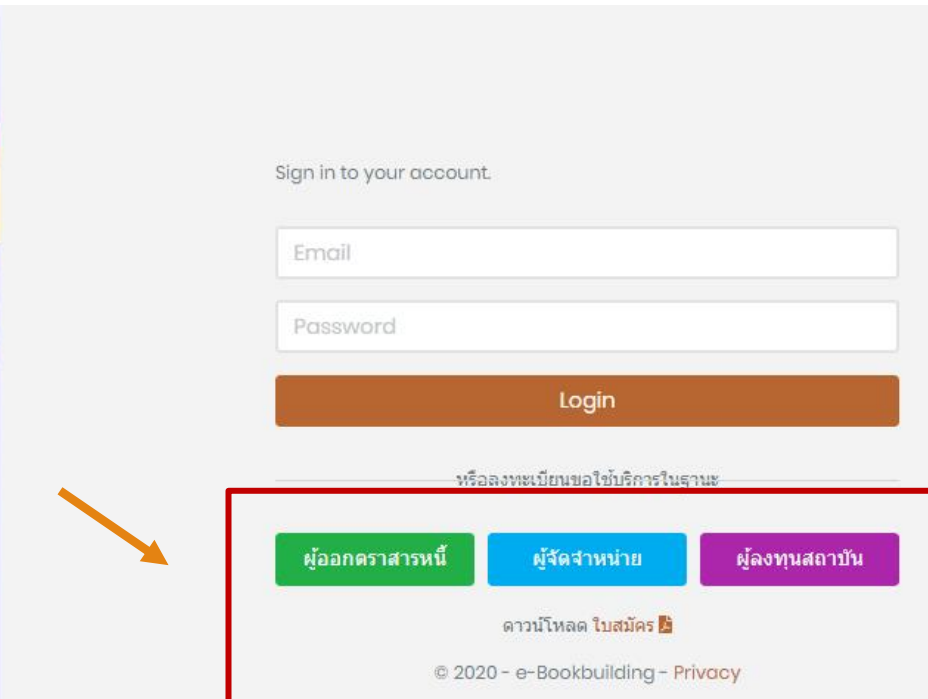 Sign in to your account.
Email
Password
Login
หรือลงทะเบียนขอใช้บริการในฐานะ
ผู้ออกตราสารหนี้ ผู้จัดจำหน่าย ผู้ลงทุนสถาบัน
ดาวน์โหลด ใบสมัคร
© 2020 - e-Bookbuilding - Privacy